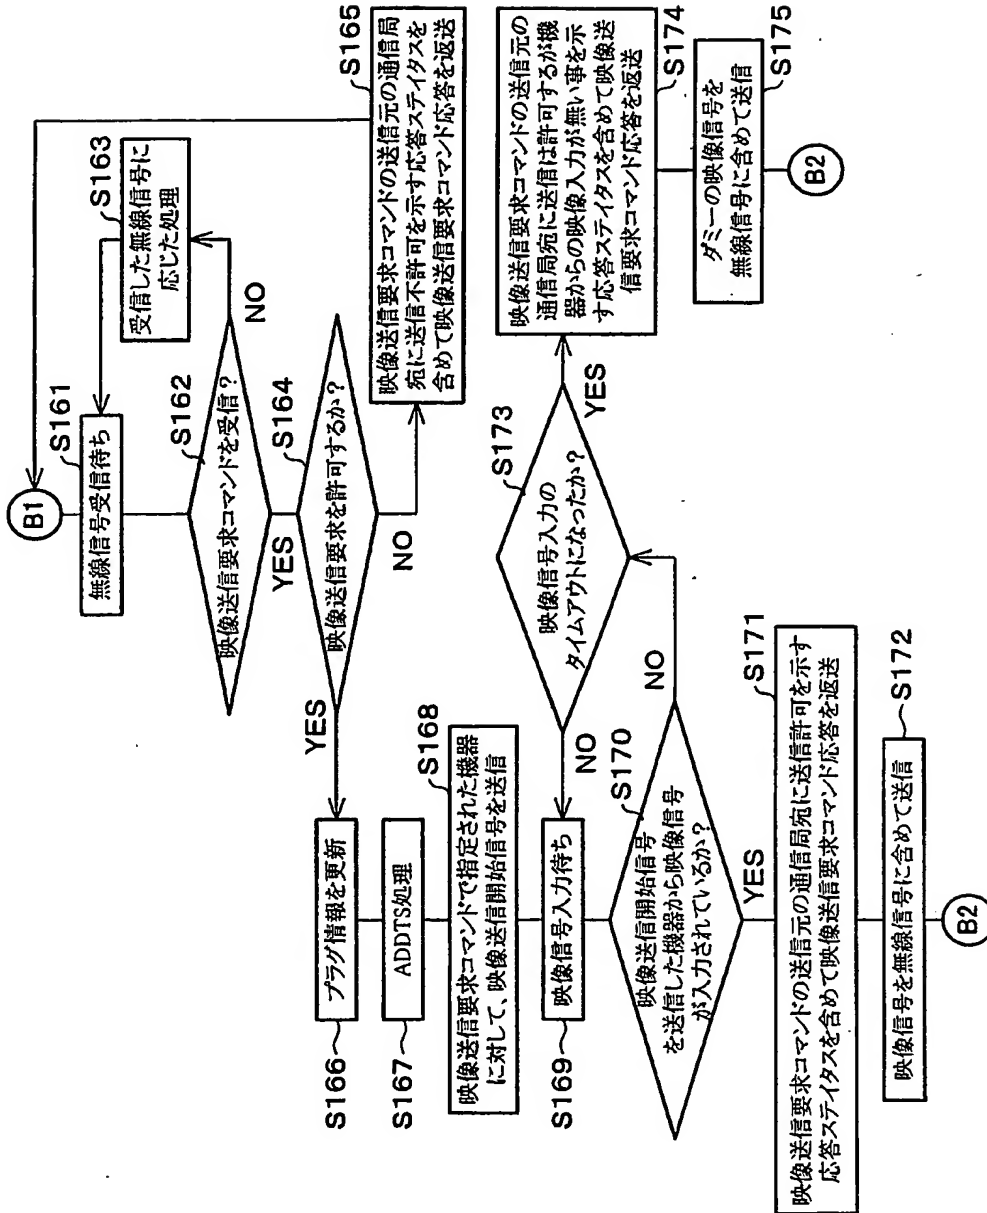 B1
S161
無線信号受信待ち
S162
映像送信要求コマンドを受信？
NO
S163
受信した無線信号に
応じた処理
YES
S164
映像送信要求を許可するか？
NO
S165
映像送信要求コマンドの送信元の通信局
宛に送信不許可を示す応答ステイタスを
含めて映像送信要求コマンド応答を返送
YES
S166
プラグ情報を更新
S167
ADDTS処理
S168
映像送信要求コマンドで指定された機器
に対して、映像送信開始信号を送信
S169
映像信号入力待ち
S170
映像送信開始信号
を送信した機器から映像信号
が入力されているか？
NO
S173
映像信号入力の
タイムアウトになったか？
NO
YES
S174
映像送信要求コマンドの送信元の
通信局宛に送信は許可するが機
器からの映像入力が無い事を示
す応答ステイタスを含めて映像送
信要求コマンド応答を返送
S175
ダミーの映像信号を
無線信号に含めて送信
B2
YES
S171
映像送信要求コマンドの送信元の通信局宛に送信許可を示す
応答ステイタスを含めて映像送信要求コマンド応答を返送
S172
映像信号を無線信号に含めて送信
B2